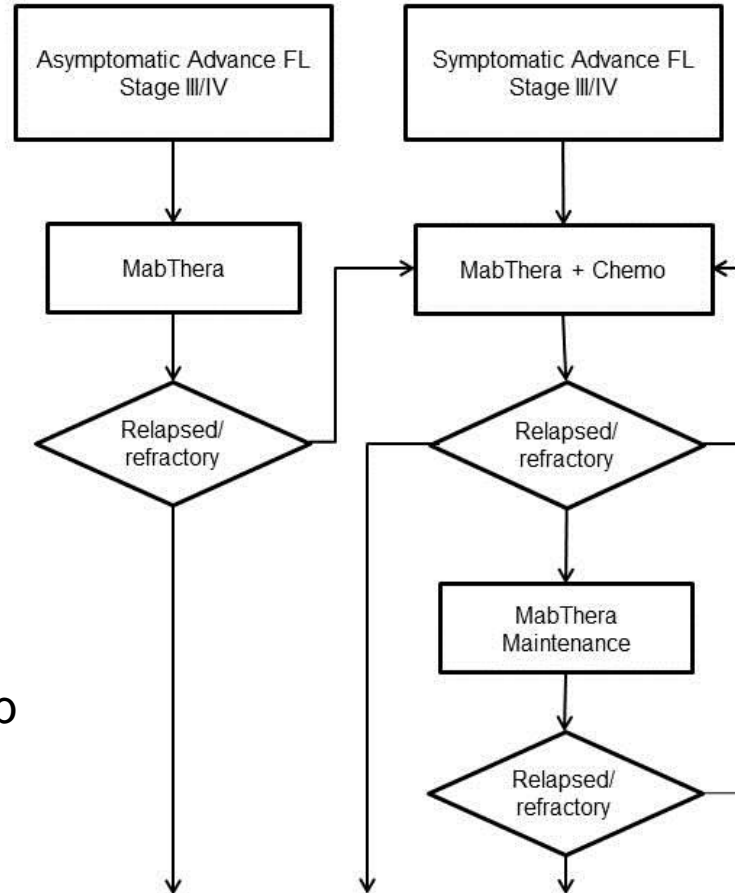 Asymptomatic Advance FL
Stage III/IV
Symptomatic Advance FL
Stage III/IV
MabThera
MabThera + Chemo
Relapsed/
refractory
Relapsed/
refractory
MabThera
Maintenance
Relapsed/
refractory